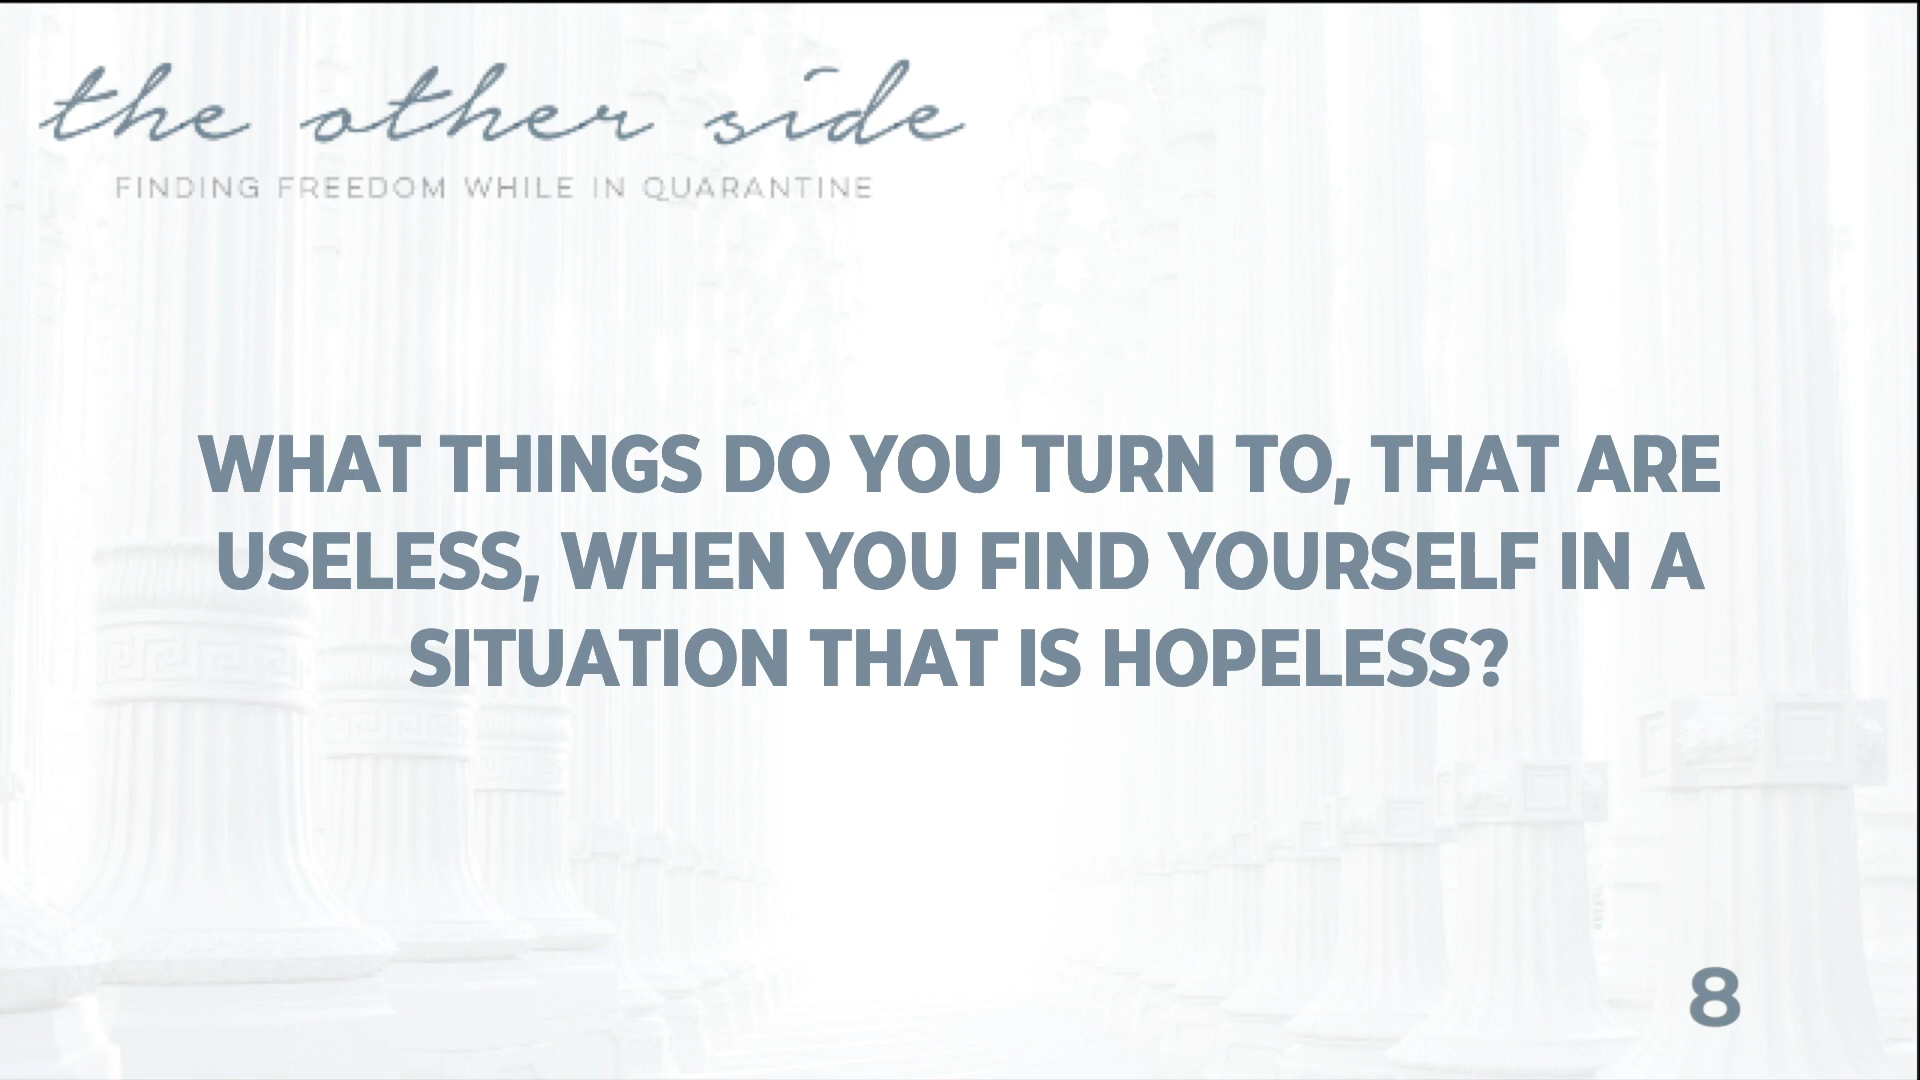 the other side
FINDING FREEDOM WHILE IN QUARANTINE
WHAT THINGS DO YOU TURN TO, THAT ARE
USELESS, WHEN YOU FIND YOURSELF IN A
SITUATION THAT IS HOPELESS?
8